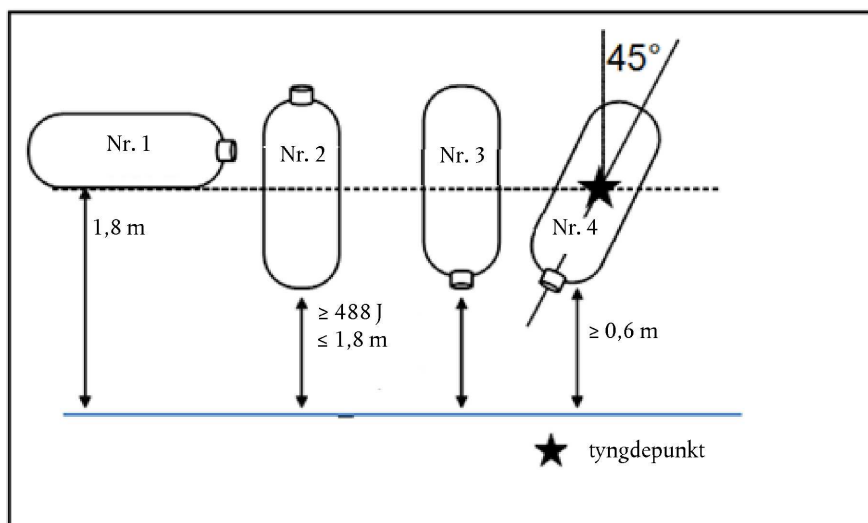 45°
Nr. 1
Nr. 2
Nr. 3
Nr. 4
1,8 m
≥ 488 J
≤ 1,8 m
≥ 0,6 m
tyngdepunkt